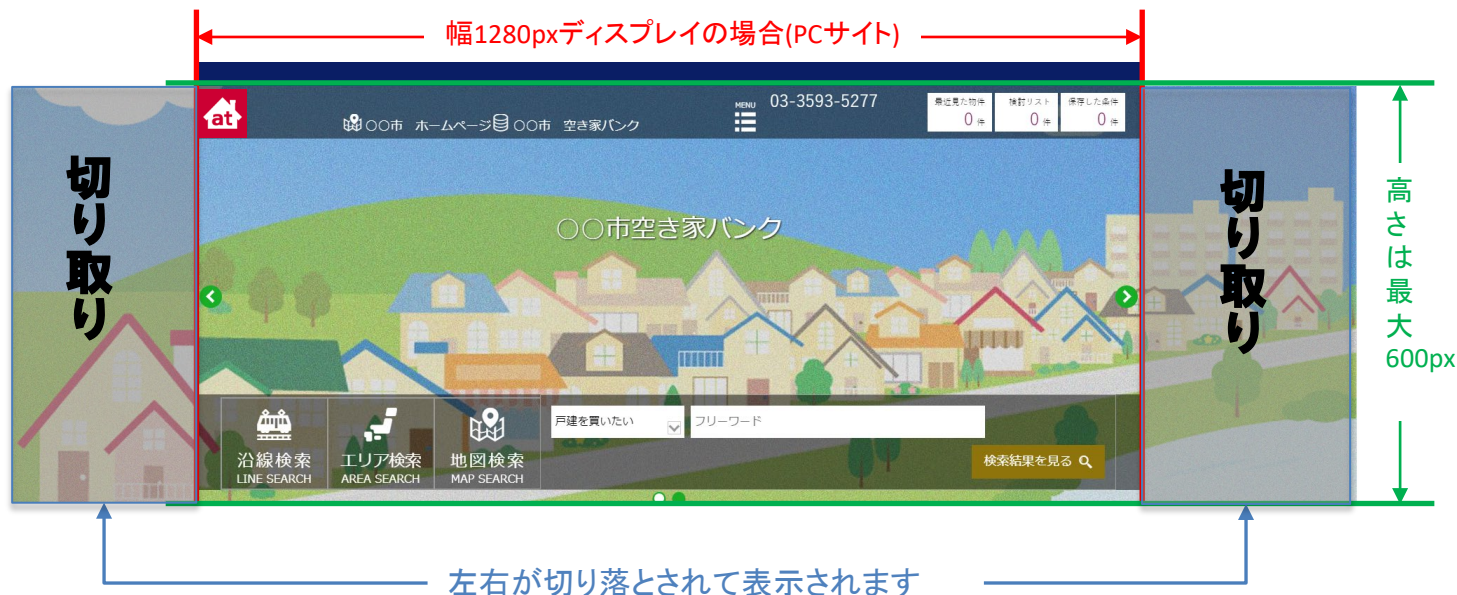 幅1280pxディスプレイの場合(PCサイト)
at
〇〇市 ホームページ 〇〇市 空き家バンク
MENU
03-3593-5277
最近見た物件
0 件
検討リスト
0 件
保存した条件
0 件
切り取り
〇〇市空き家バンク
切り取り
高さは最大
600px
沿線検索
LINE SEARCH
エリア検索
AREA SEARCH
地図検索
MAP SEARCH
戸建を買いたい
フリーワード
検索結果を見る
左右が切り落とされて表示されます